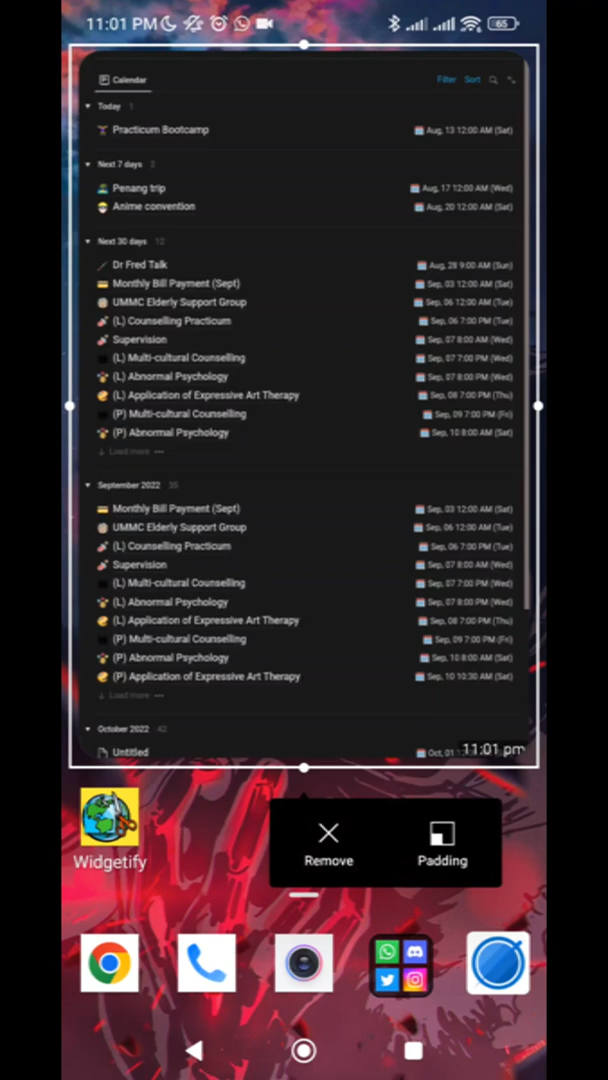 11:01 PM 65
Calendar Filter Sort
Today 1
Practicum Bootcamp Aug, 13 12:00 AM (Sat)
Next 7 days 2
Penang trip Aug, 17 12:00 AM (Wed)
Anime convention Aug, 20 12:00 AM (Sat)
Next 30 days 12
Dr Fred Talk Aug, 28 9:00 AM (Sun)
Monthly Bill Payment (Sept) Sep, 03 12:00 AM (Sat)
UMMC Elderly Support Group Sep, 06 12:00 AM (Tue)
(L) Counselling Practicum Sep, 06 7:00 PM (Tue)
Supervision Sep, 07 8:00 AM (Wed)
(L) Multi-cultural Counselling Sep, 07 7:00 PM (Wed)
(L) Abnormal Psychology Sep, 07 8:00 PM (Wed)
(L) Application of Expressive Art Therapy Sep, 08 7:00 PM (Thu)
(P) Multi-cultural Counselling Sep, 09 7:00 PM (Fri)
(P) Abnormal Psychology Sep, 10 8:00 AM (Sat)
Load more
September 2022 35
Monthly Bill Payment (Sept) Sep, 03 12:00 AM (Sat)
UMMC Elderly Support Group Sep, 06 12:00 AM (Tue)
(L) Counselling Practicum Sep, 06 7:00 PM (Tue)
Supervision Sep, 07 8:00 AM (Wed)
(L) Multi-cultural Counselling Sep, 07 7:00 PM (Wed)
(L) Abnormal Psychology Sep, 07 8:00 PM (Wed)
(L) Application of Expressive Art Therapy Sep, 08 7:00 PM (Thu)
(P) Multi-cultural Counselling Sep, 09 7:00 PM (Fri)
(P) Abnormal Psychology Sep, 10 8:00 AM (Sat)
(P) Application of Expressive Art Therapy Sep, 10 10:30 AM (Sat)
Load more
October 2022 42
Untitled Oct, 01 11:01 pm
Widgetify
Remove Padding